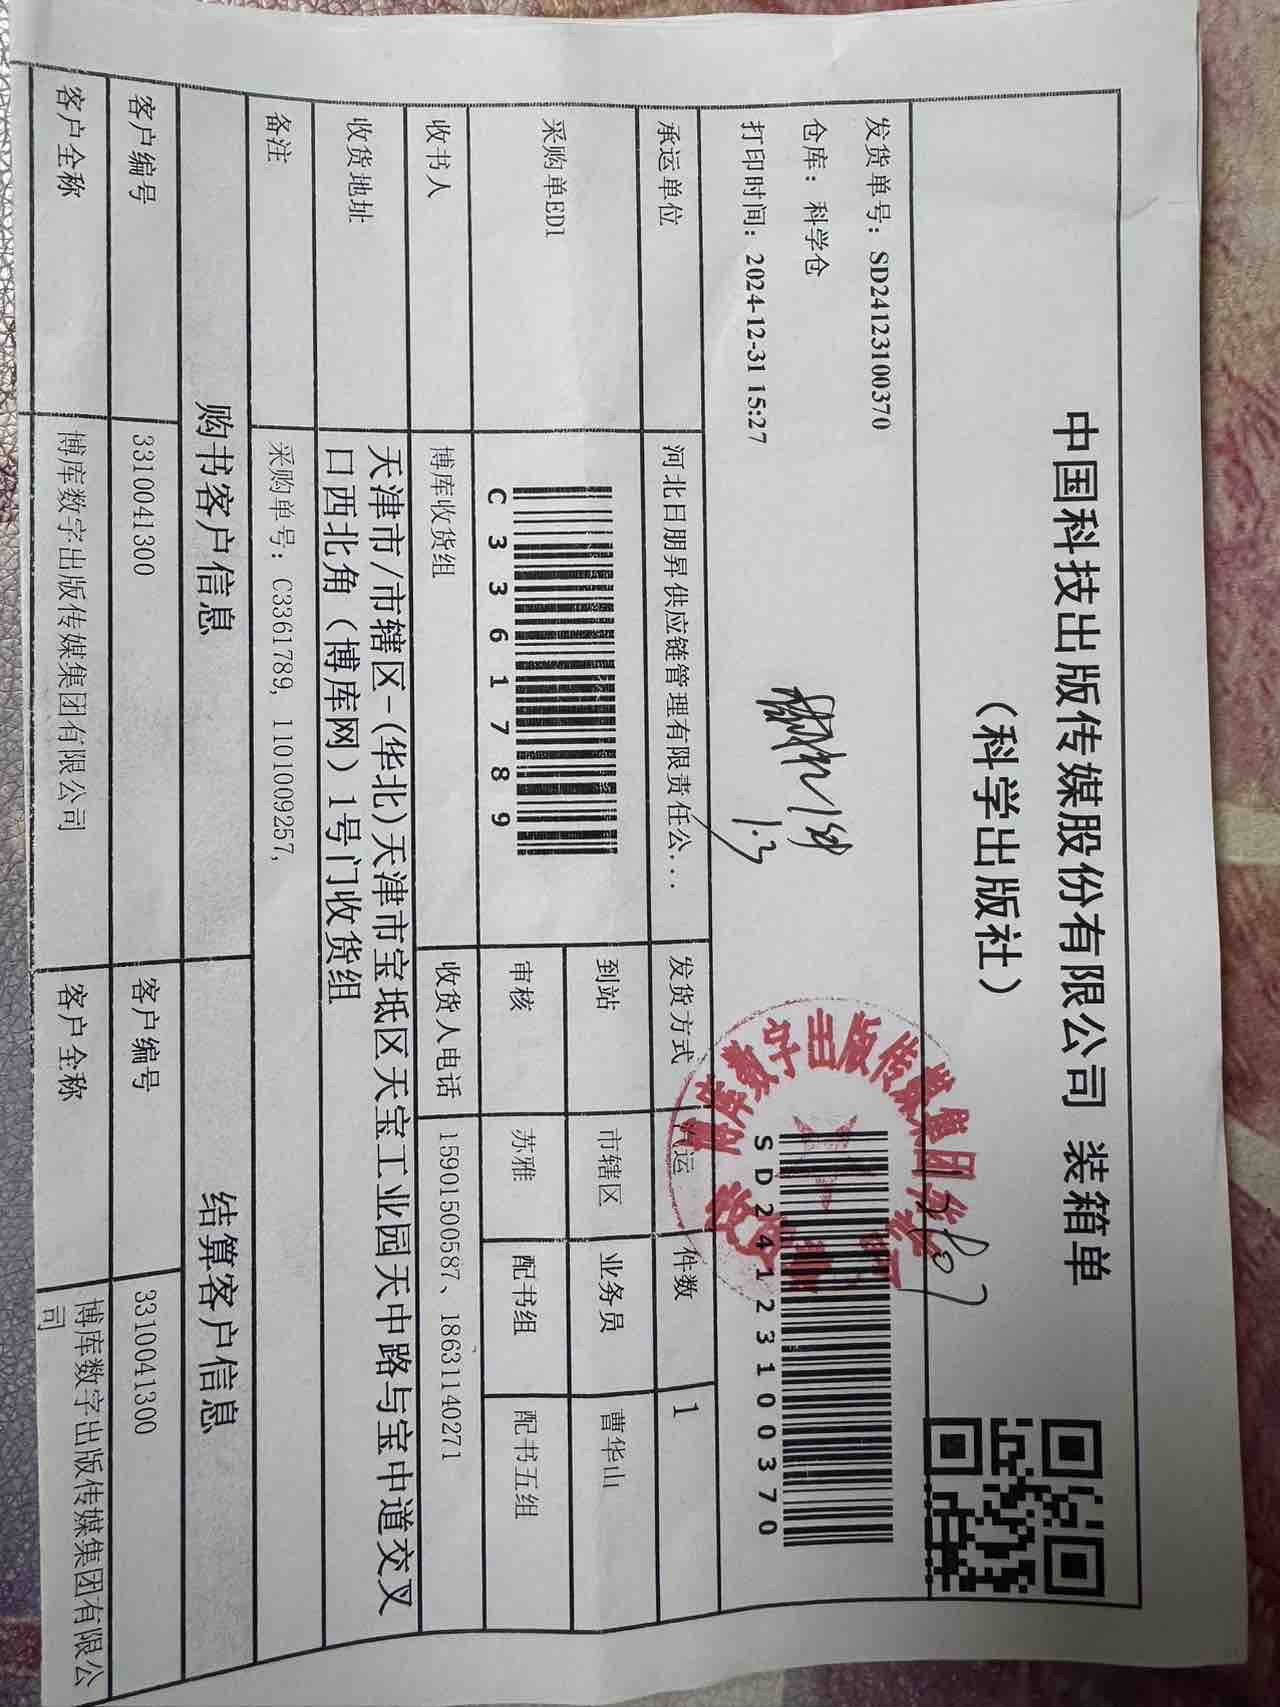 中国科技出版传媒股份有限公司 装箱单
（科学出版社）
发货单号：SD24123100370
仓库：科学仓
打印时间：2024-12-31 15:27
1.3
SD24123100370
承运单位 河北日朋昇供应链管理有限责任公... 发货方式 汽运 件数 1
采购单EDI
C3361789
到站 市辖区 业务员 曹华山
审核 苏雅 配书组 配书五组
收书人 博库收货组 收货人电话 15901500587、18631140271
收货地址 天津市/市辖区-(华北)天津市宝坻区天宝工业园天中路与宝中道交叉
口西北角（博库网）1号门收货组
备注 采购单号：C3361789, 1101009257,
购书客户信息 结算客户信息
客户编号 3310041300 客户编号 3310041300
客户全称 博库数字出版传媒集团有限公司 客户全称 博库数字出版传媒集团有限公
司